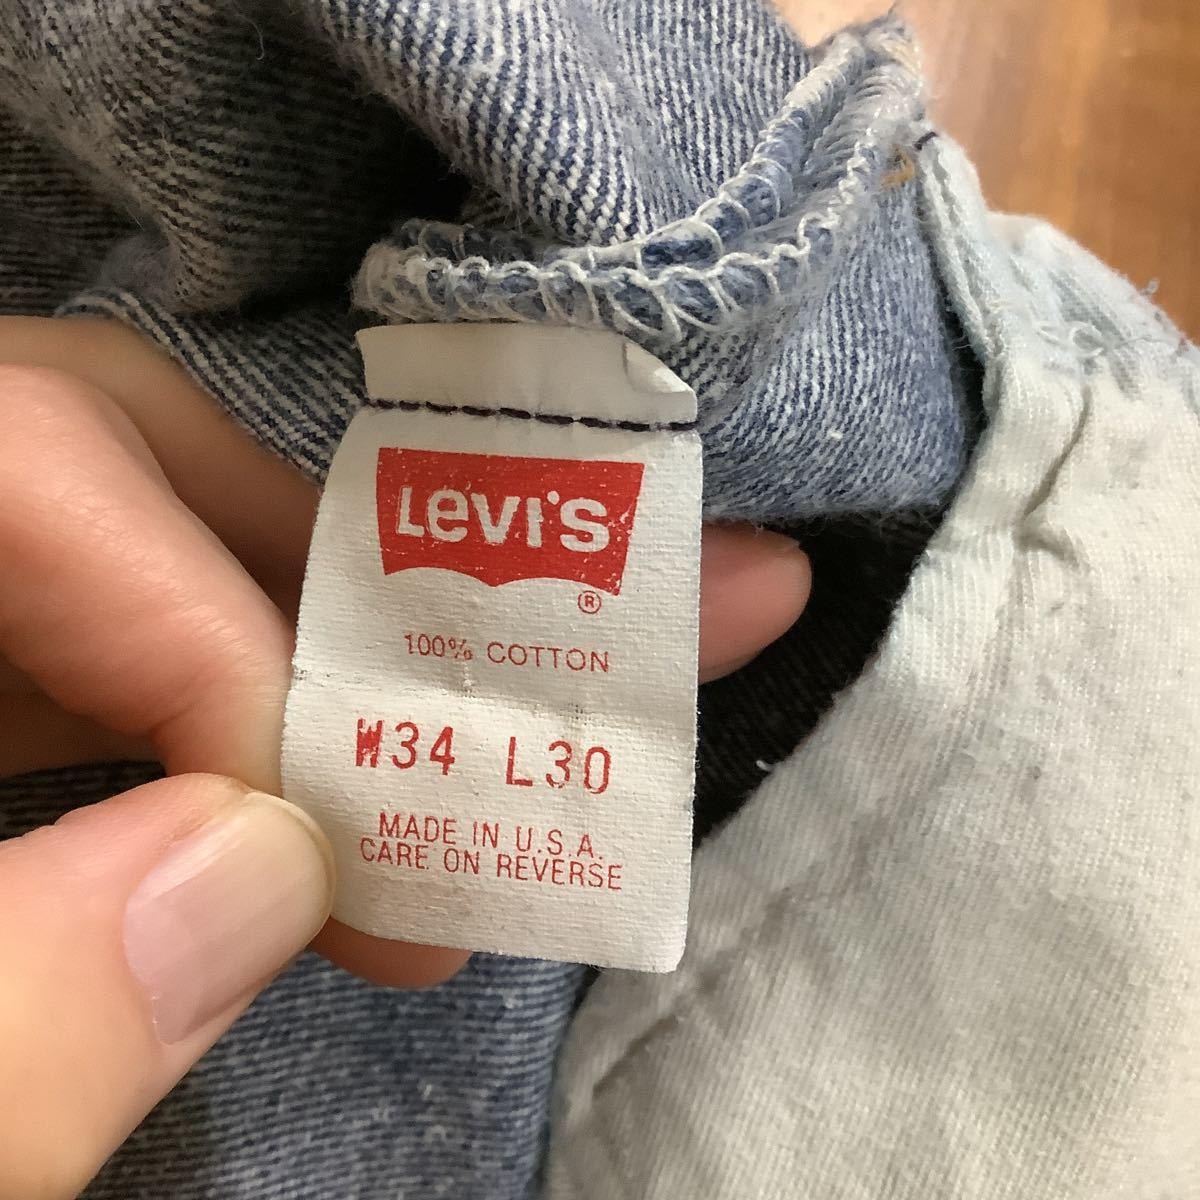 Levi's
®
100% COTTON
W34 L30
MADE IN U.S.A.
CARE ON REVERSE